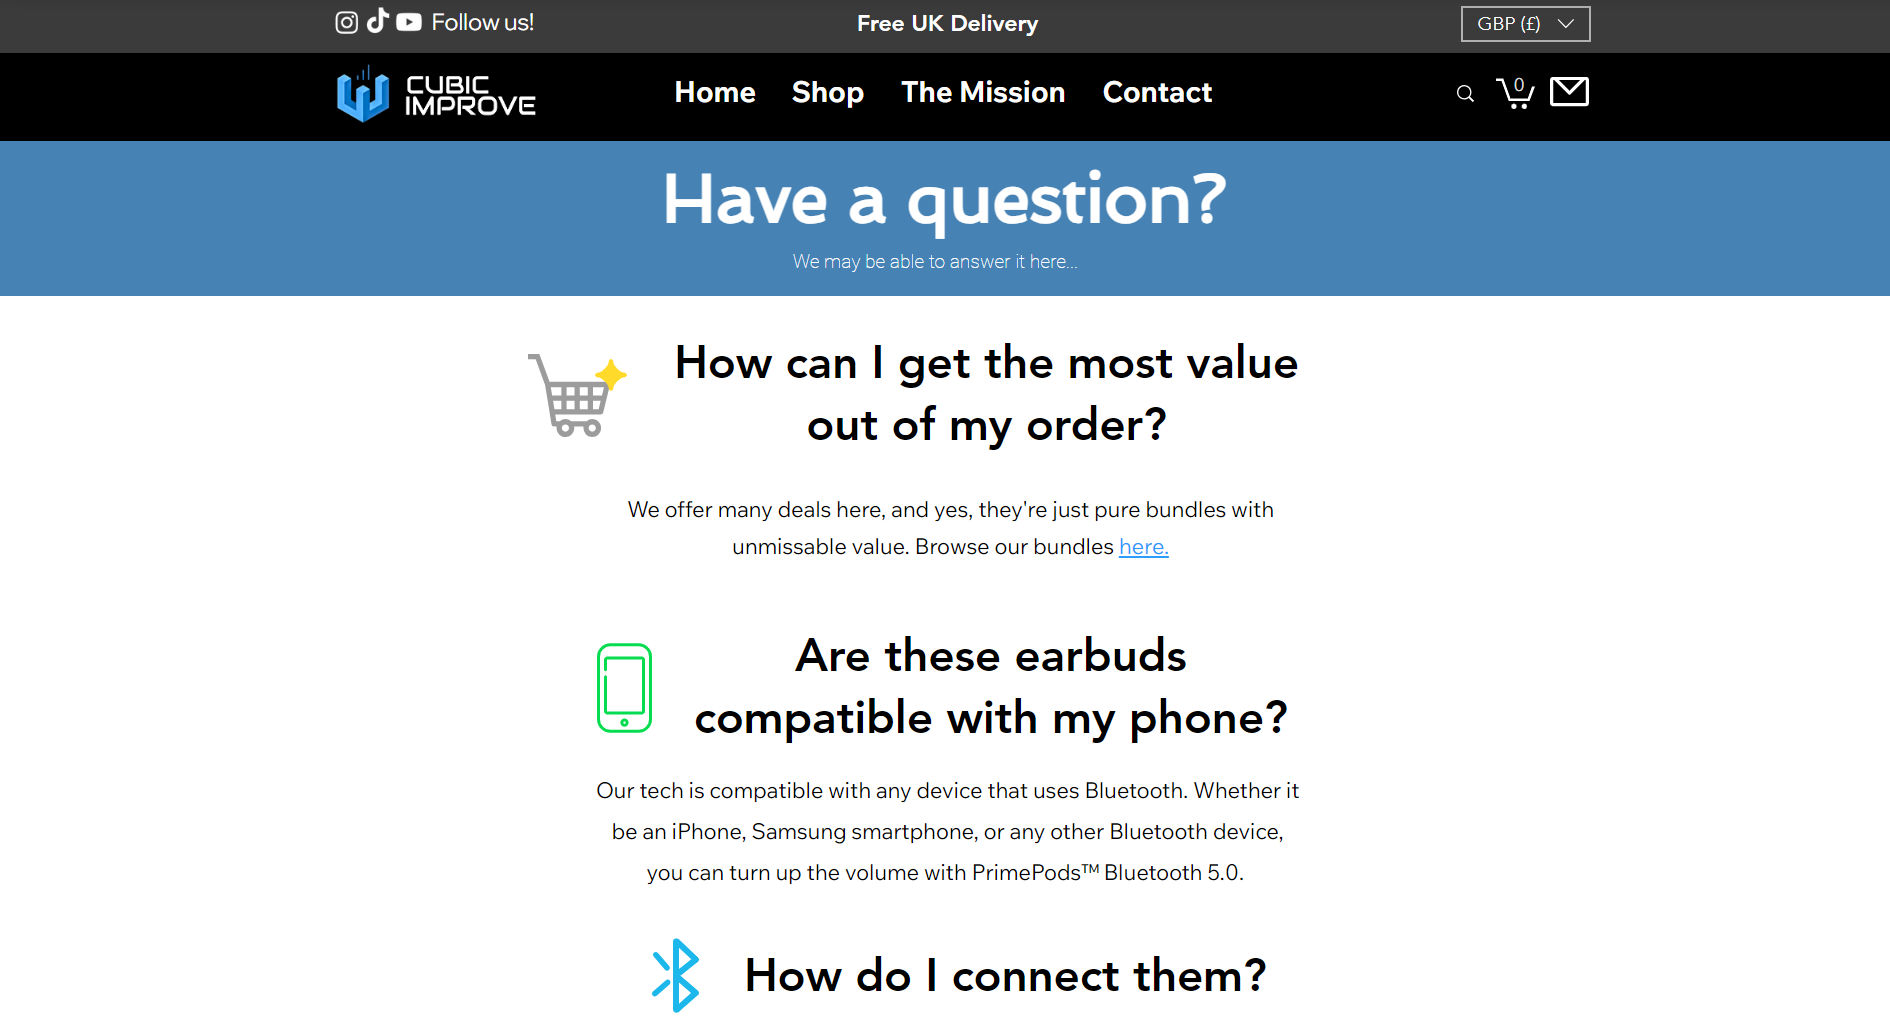 Follow us!
Free UK Delivery
GBP (£)
CUBIC
IMPROVE
Home
Shop
The Mission
Contact
0
Have a question?
We may be able to answer it here...
How can I get the most value
out of my order?
We offer many deals here, and yes, they're just pure bundles with
unmissable value. Browse our bundles here.
Are these earbuds
compatible with my phone?
Our tech is compatible with any device that uses Bluetooth. Whether it
be an iPhone, Samsung smartphone, or any other Bluetooth device,
you can turn up the volume with PrimePods™ Bluetooth 5.0.
How do I connect them?